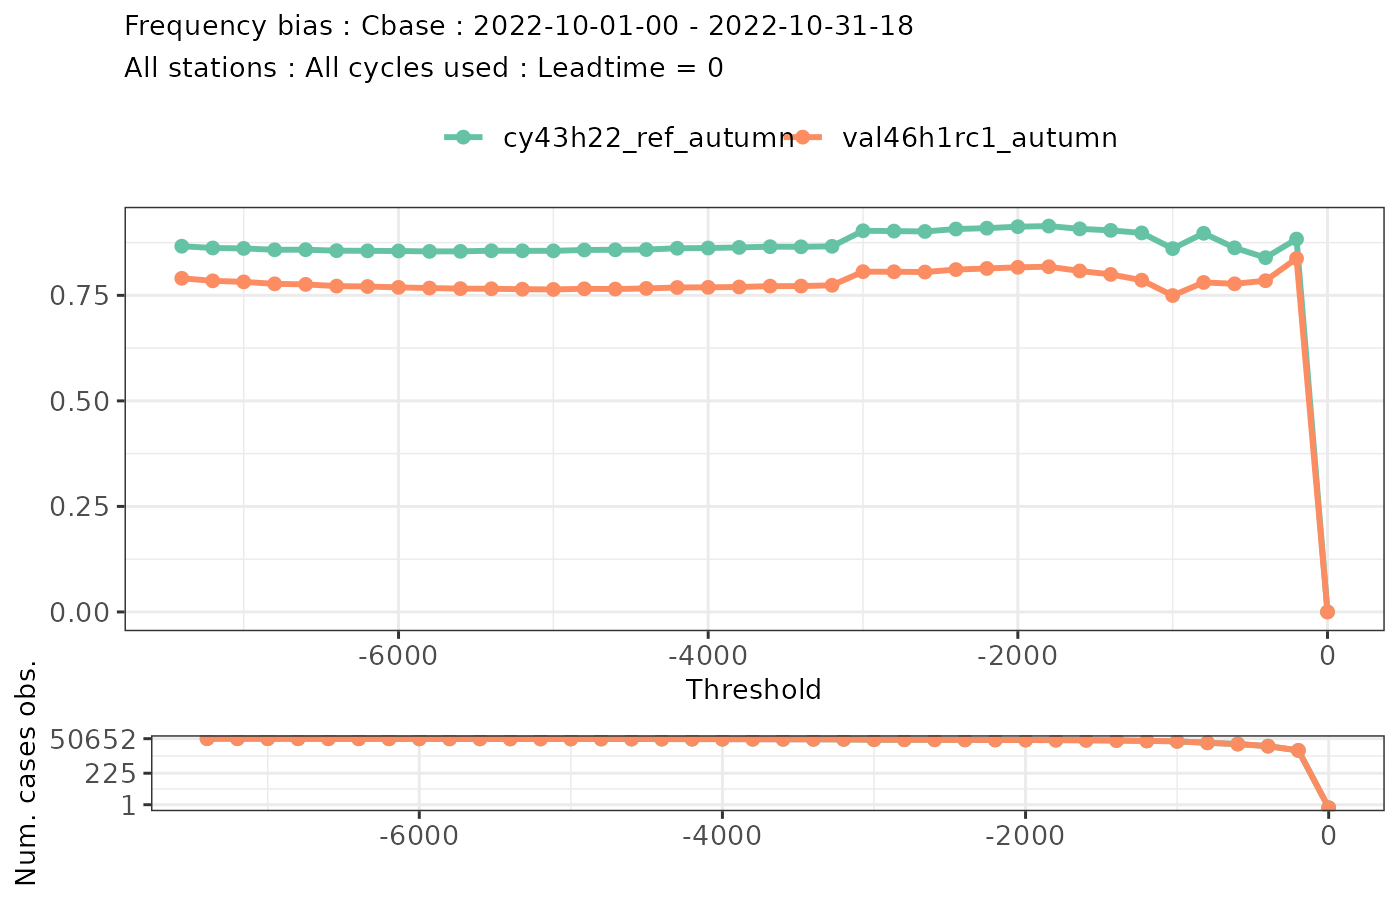 Frequency bias : Cbase : 2022-10-01-00 - 2022-10-31-18
All stations : All cycles used : Leadtime = 0
cy43h22_ref_autumn val46h1rc1_autumn
0.75
0.50
0.25
0.00
-6000 -4000 -2000 0
Threshold
Num. cases obs.
50652
225
1
-6000 -4000 -2000 0